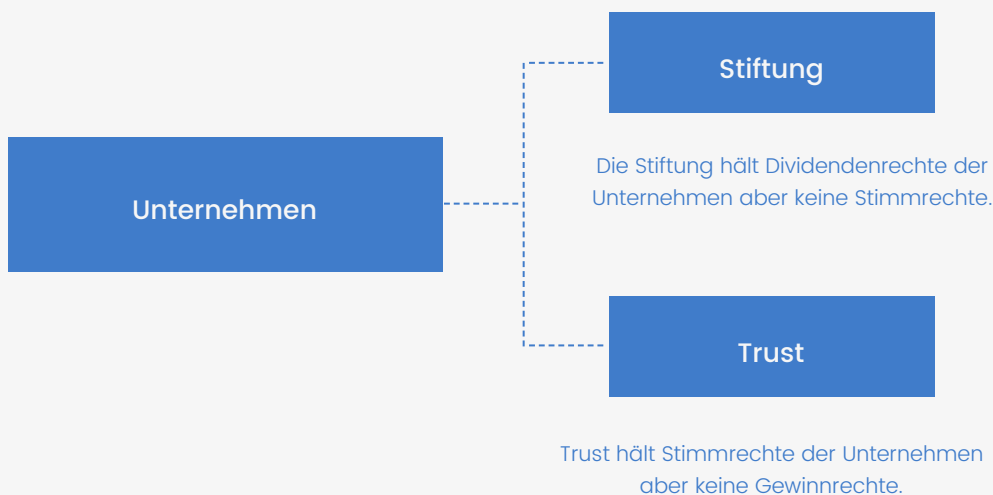 Stiftung
Die Stiftung hält Dividendenrechte der
Unternehmen aber keine Stimmrechte.
Unternehmen
Trust
Trust hält Stimmrechte der Unternehmen
aber keine Gewinnrechte.